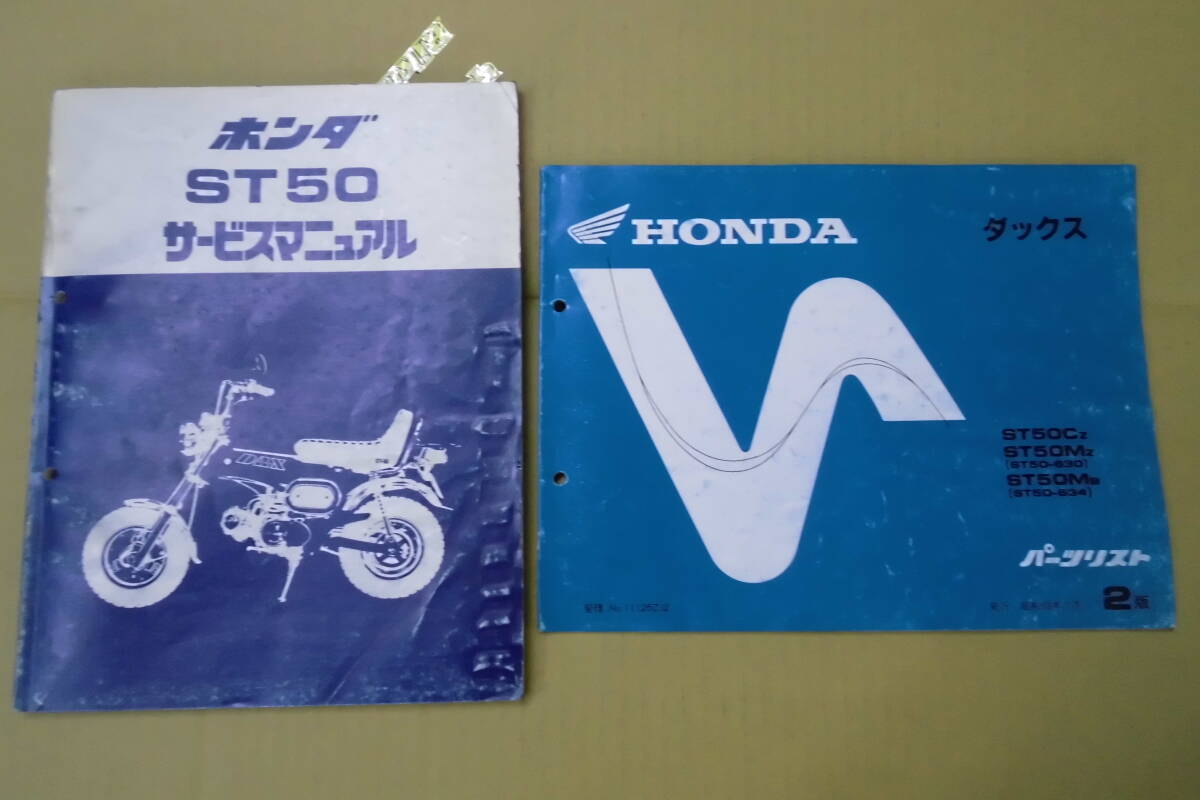 ホンダ
ST50
サービスマニュアル
DAX
HONDA
ダックス
ST50Cz
ST50Mz
[ST50-630]
[ST50-634]
パーツリスト
2版